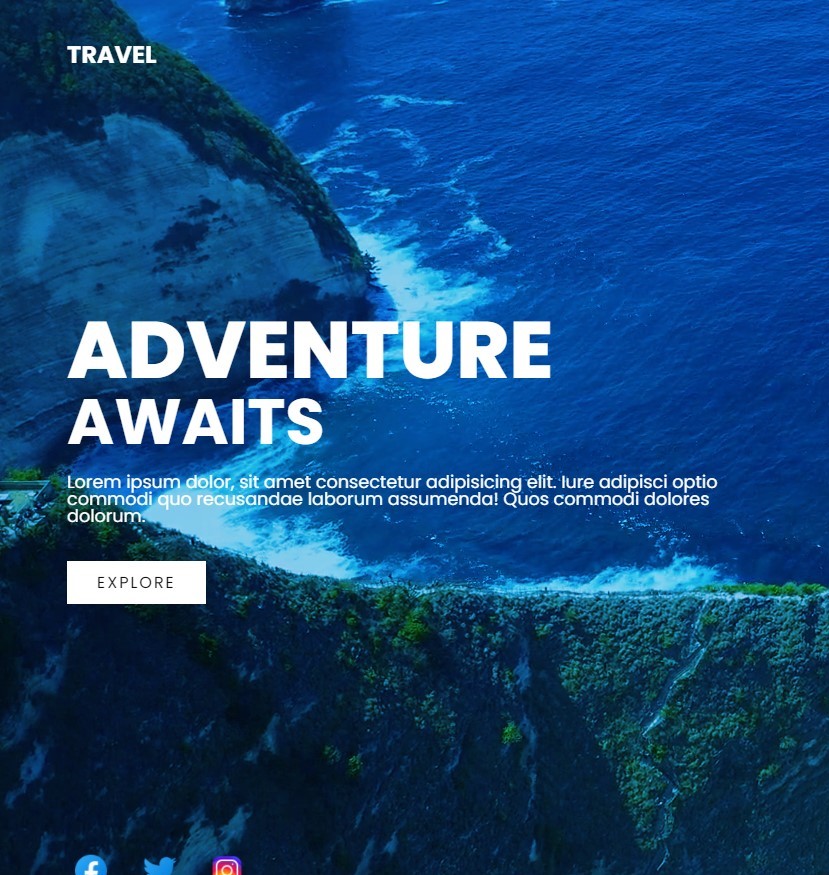 TRAVEL
ADVENTURE
AWAITS
Lorem ipsum dolor, sit amet consectetur adipisicing elit. Iure adipisci optio
commodi quo recusandae laborum assumenda! Quos commodi dolores
dolorum.
EXPLORE